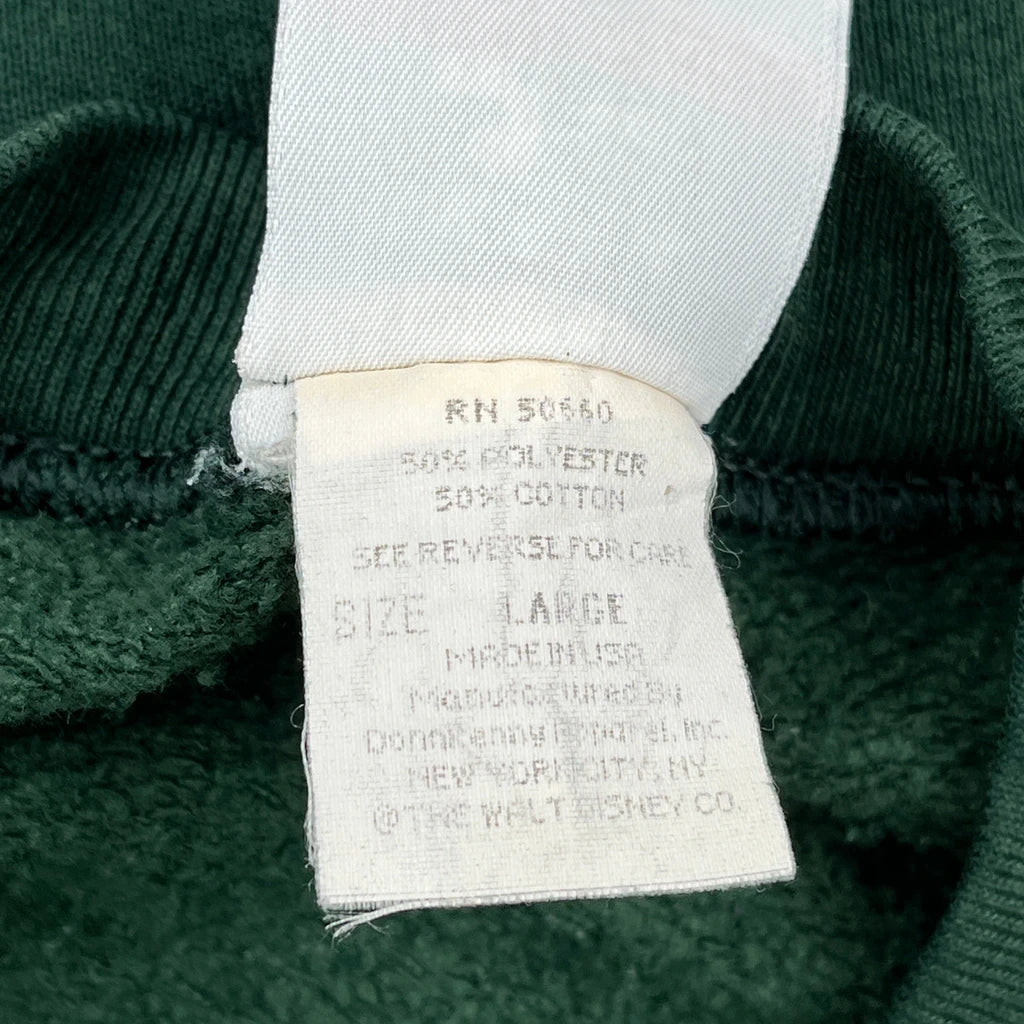 RN 50660
50% POLYESTER
50% COTTON
SEE REVERSE FOR CARE
SIZE LARGE
MADE IN USA
Manufactured By
Donnkenny Apparel, Inc.
NEW YORK CITY, NY
©THE WALT DISNEY CO.